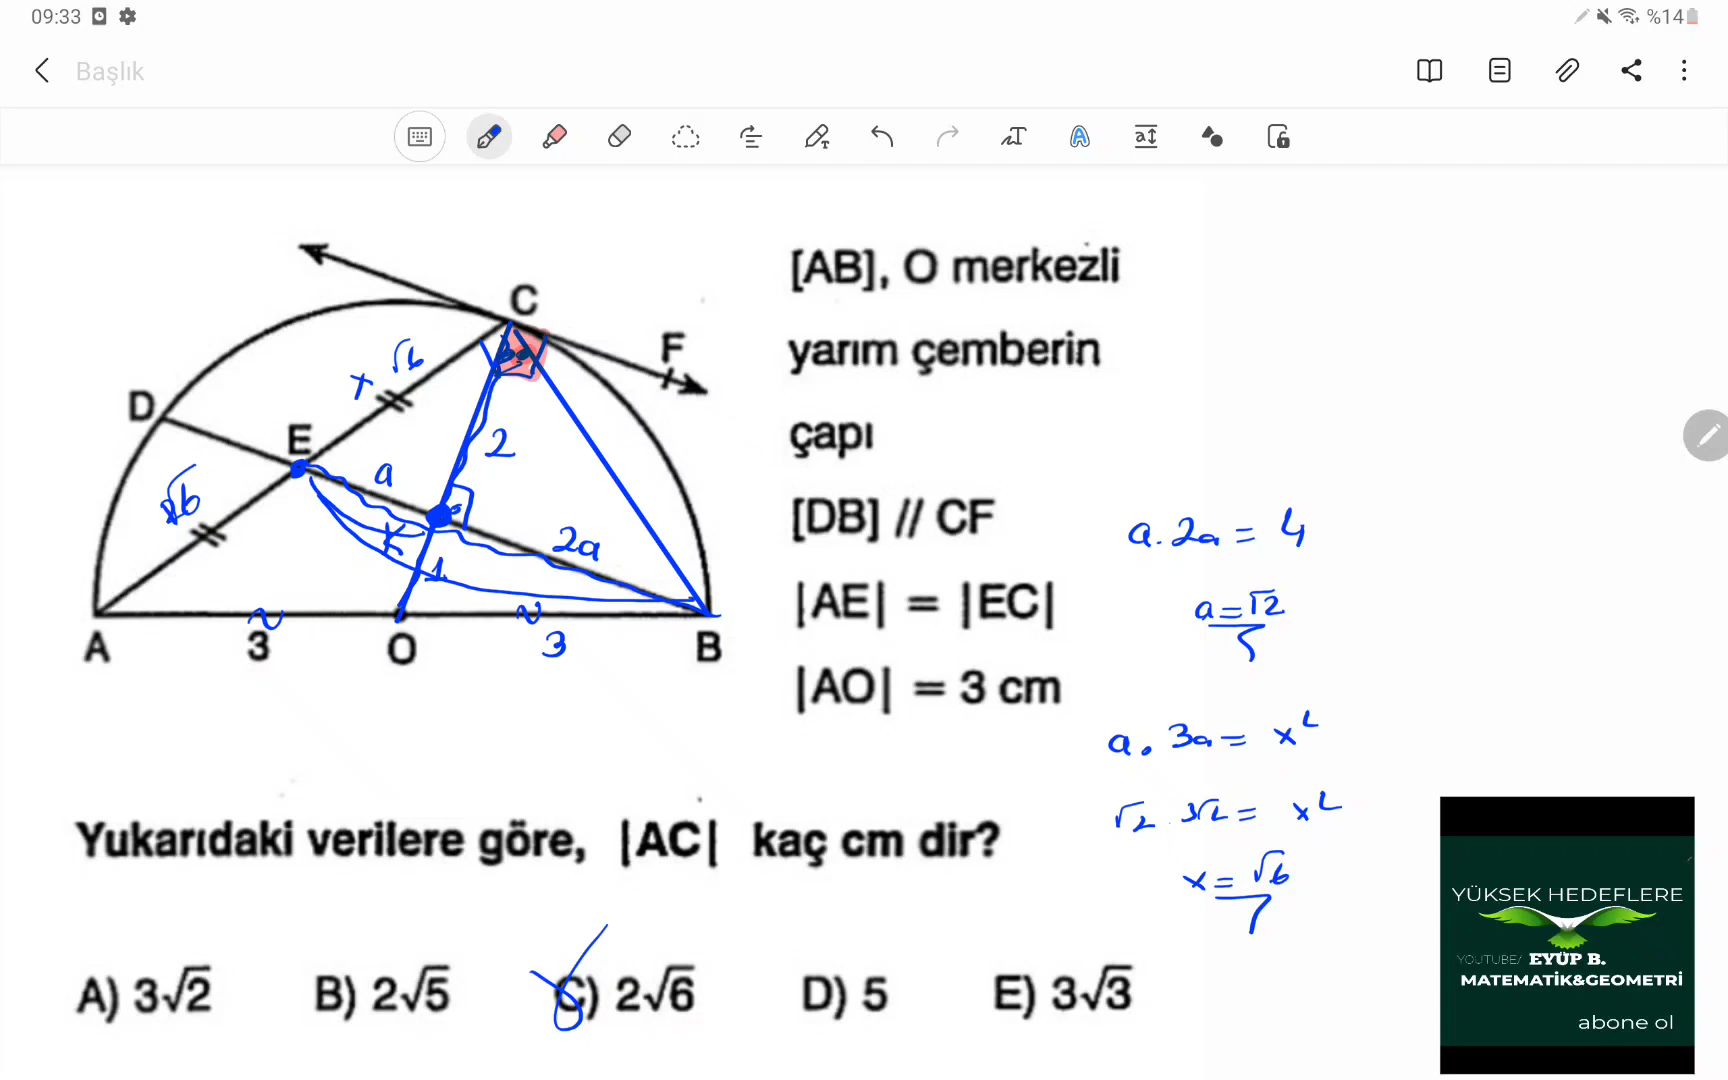 09:33
%14
Başlık
[AB], O merkezli
yarım çemberin
çapı
[DB] // CF
|AE| = |EC|
|AO| = 3 cm
C
F
D
E
A
3
O
B
x √6
√6
a
2
K
1
2a
3
a . 2a = 4
a = √2
a . 3a = x²
√2 . 3√2 = x²
x = √6
Yukarıdaki verilere göre, |AC| kaç cm dir?
A) 3√2 B) 2√5 C) 2√6 D) 5 E) 3√3
YÜKSEK HEDEFLERE
YOUTUBE/ EYÜP B.
MATEMATİK&GEOMETRİ
abone ol